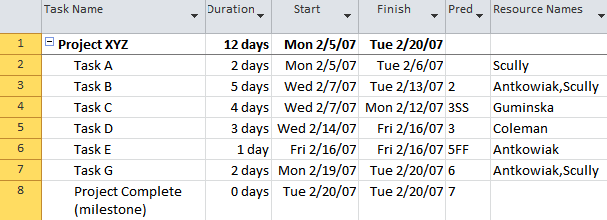 Task Name Duration Start Finish Pred Resource Names
1 Project XYZ 12 days Mon 2/5/07 Tue 2/20/07
2 Task A 2 days Mon 2/5/07 Tue 2/6/07 Scully
3 Task B 5 days Wed 2/7/07 Tue 2/13/07 2 Antkowiak,Scully
4 Task C 4 days Wed 2/7/07 Mon 2/12/07 3SS Guminska
5 Task D 3 days Wed 2/14/07 Fri 2/16/07 3 Coleman
6 Task E 1 day Fri 2/16/07 Fri 2/16/07 5FF Antkowiak
7 Task G 2 days Mon 2/19/07 Tue 2/20/07 6 Antkowiak,Scully
8 Project Complete 0 days Tue 2/20/07 Tue 2/20/07 7
(milestone)